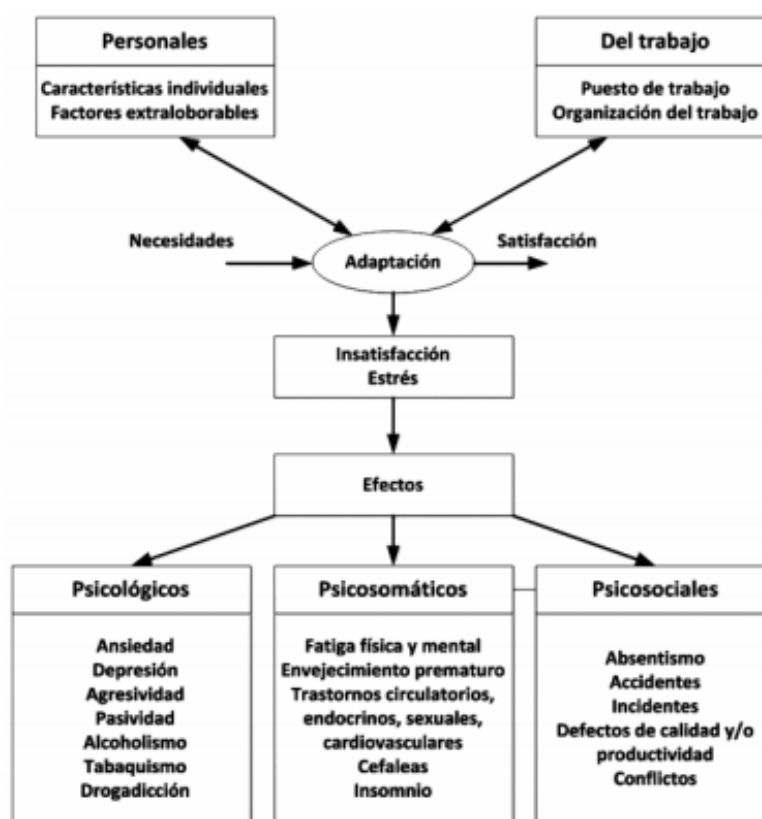 Personales
Características individuales
Factores extraloborables
Del trabajo
Puesto de trabajo
Organización del trabajo
Necesidades
Adaptación
Satisfacción
Insatisfacción
Estrés
Efectos
Psicológicos
Ansiedad
Depresión
Agresividad
Pasividad
Alcoholismo
Tabaquismo
Drogadicción
Psicosomáticos
Fatiga física y mental
Envejecimiento prematuro
Trastornos circulatorios,
endocrinos, sexuales,
cardiovasculares
Cefaleas
Insomnio
Psicosociales
Absentismo
Accidentes
Incidentes
Defectos de calidad y/o
productividad
Conflictos